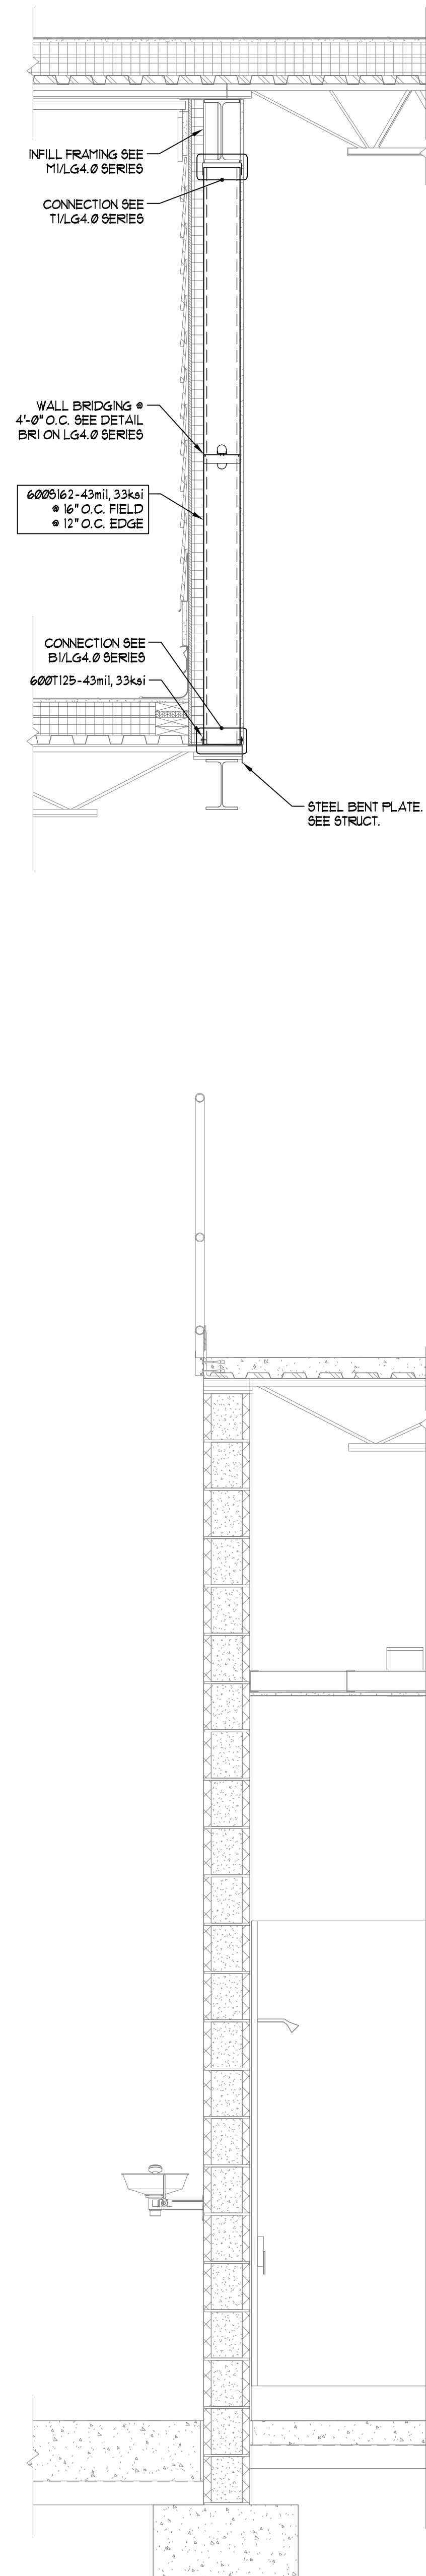 INFILL FRAMING SEE
M1/LG4.0 SERIES
CONNECTION SEE
T1/LG4.0 SERIES
WALL BRIDGING @
4'-0" O.C. SEE DETAIL
BR1 ON LG4.0 SERIES
600S162-43mil, 33ksi
@ 16" O.C. FIELD
@ 12" O.C. EDGE
CONNECTION SEE
B1/LG4.0 SERIES
600T125-43mil, 33ksi
STEEL BENT PLATE.
SEE STRUCT.